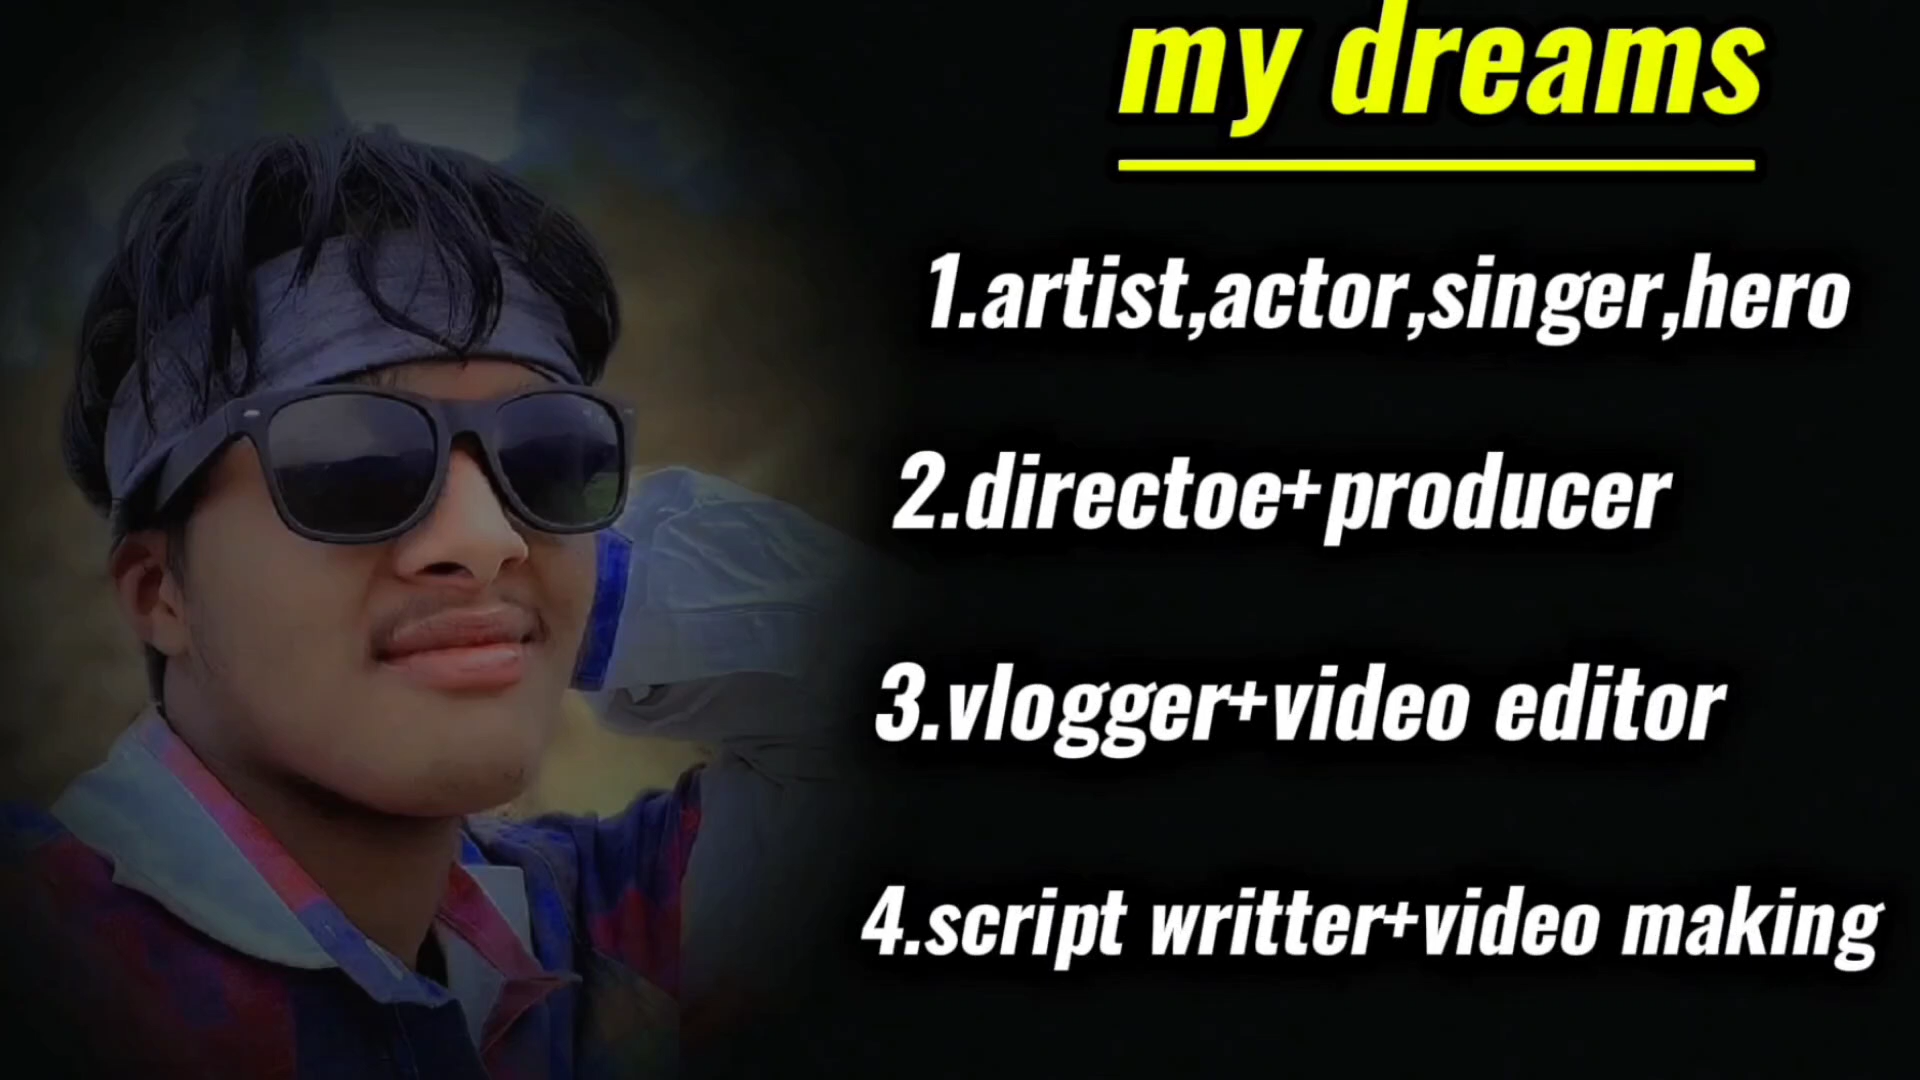 my dreams
1.artist,actor,singer,hero
2.directoe+producer
3.vlogger+video editor
4.script writter+video making